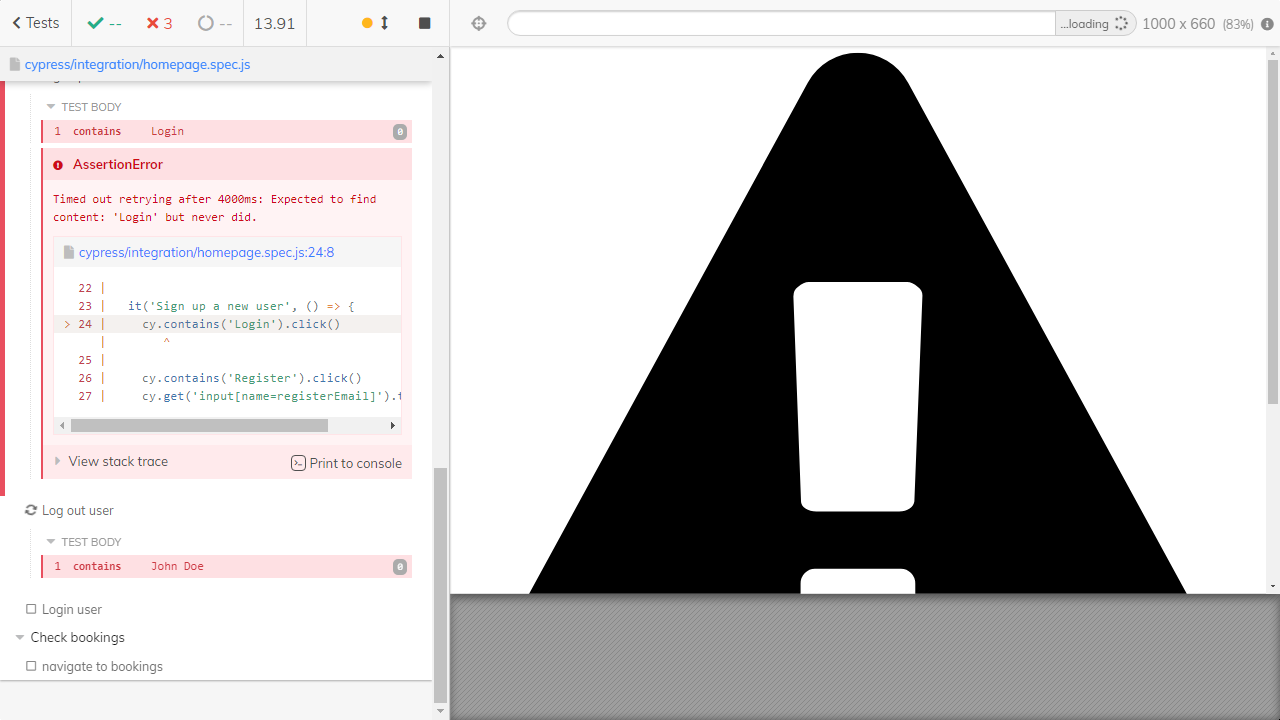 Tests
--
3
--
13.91
...loading
1000 x 660 (83%)
cypress/integration/homepage.spec.js
TEST BODY
1 contains Login 0
AssertionError
Timed out retrying after 4000ms: Expected to find
content: 'Login' but never did.
cypress/integration/homepage.spec.js:24:8
22 |
23 | it('Sign up a new user', () => {
> 24 | cy.contains('Login').click()
| ^
25 |
26 | cy.contains('Register').click()
27 | cy.get('input[name=registerEmail]').
View stack trace
Print to console
Log out user
TEST BODY
1 contains John Doe 0
Login user
Check bookings
navigate to bookings